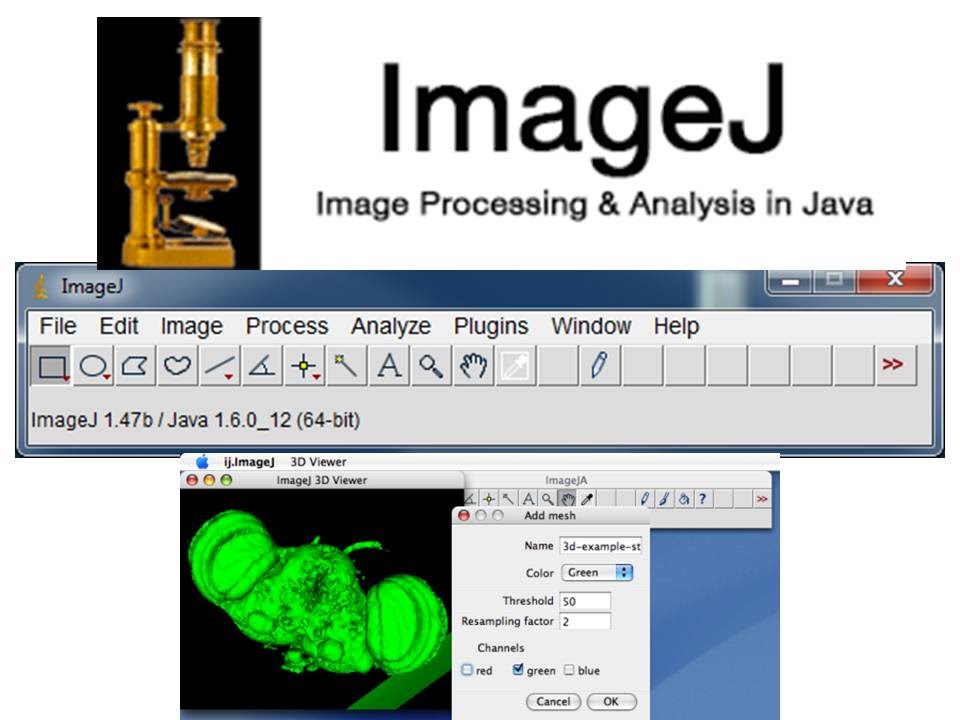 ImageJ
Image Processing & Analysis in Java
ImageJ
File Edit Image Process Analyze Plugins Window Help
A >>
ImageJ 1.47b / Java 1.6.0_12 (64-bit)
ij.ImageJ 3D Viewer
ImageJ 3D Viewer
ImageJA
A ? >>
Add mesh
Name 3d-example-st
Color Green
Threshold 50
Resampling factor 2
Channels
red green blue
Cancel OK